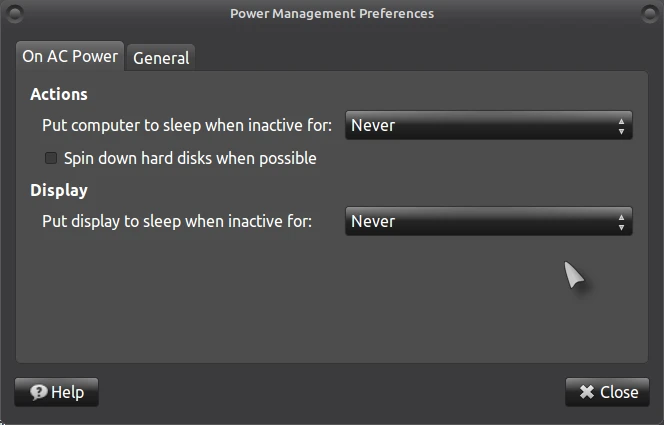 Power Management Preferences
On AC Power General
Actions
Put computer to sleep when inactive for: Never
Spin down hard disks when possible
Display
Put display to sleep when inactive for: Never
Help Close